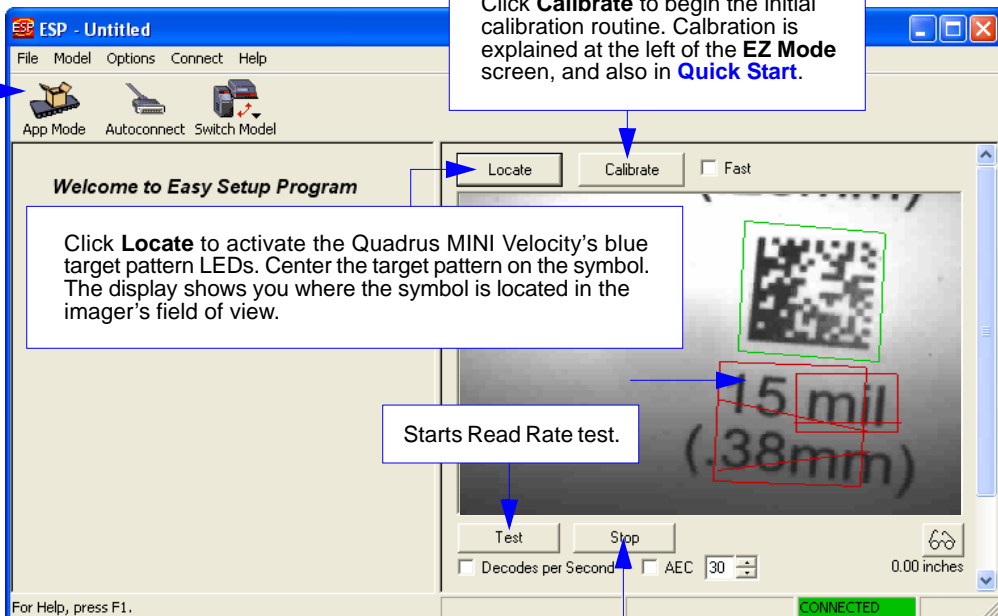 Click Calibrate to begin the initial
calibration routine. Calbration is
explained at the left of the EZ Mode
screen, and also in Quick Start.
ESP - Untitled
File Model Options Connect Help
App Mode Autoconnect Switch Model
Welcome to Easy Setup Program
Locate Calibrate Fast
Click Locate to activate the Quadrus MINI Velocity's blue
target pattern LEDs. Center the target pattern on the symbol.
The display shows you where the symbol is located in the
imager's field of view.
15 mil
(.38mm)
Starts Read Rate test.
Test Stop
Decodes per Second AEC 30 0.00 inches
For Help, press F1. CONNECTED